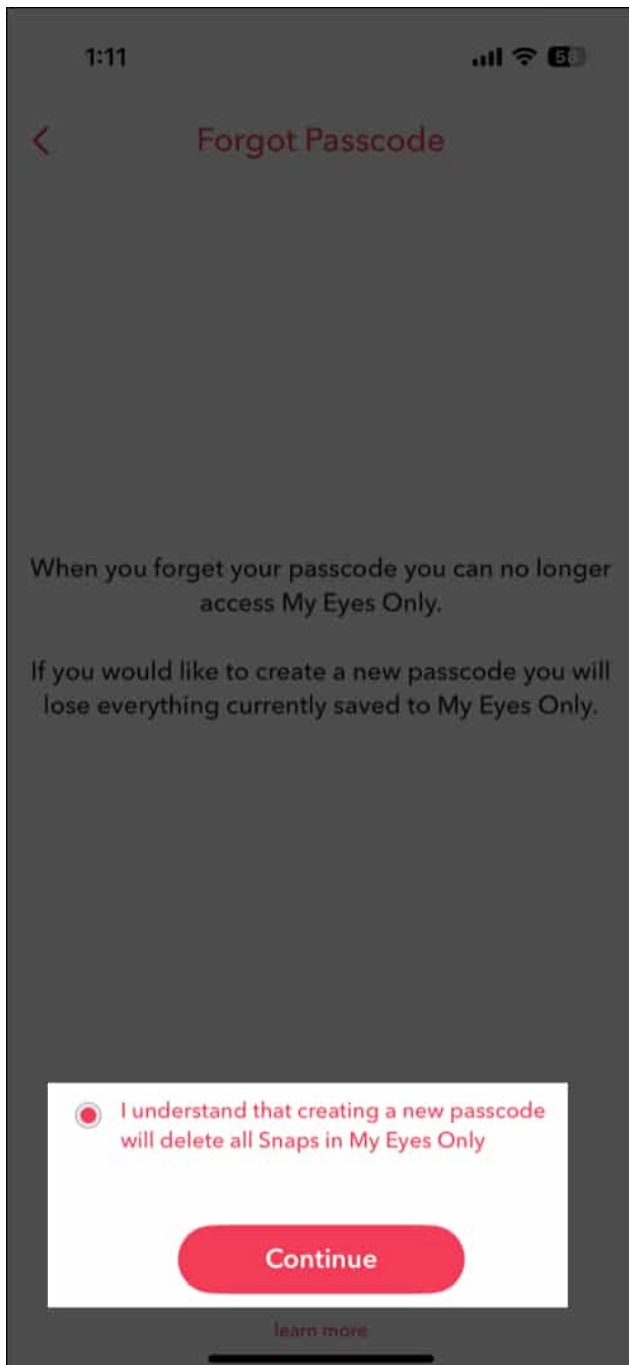 1:11
Forgot Passcode
When you forget your passcode you can no longer
access My Eyes Only.
If you would like to create a new passcode you will
lose everything currently saved to My Eyes Only.
I understand that creating a new passcode
will delete all Snaps in My Eyes Only
Continue
learn more